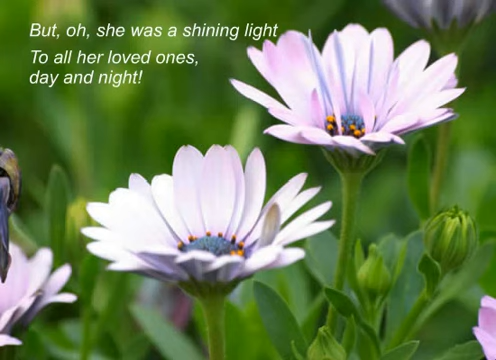 But, oh, she was a shining light
To all her loved ones,
day and night!